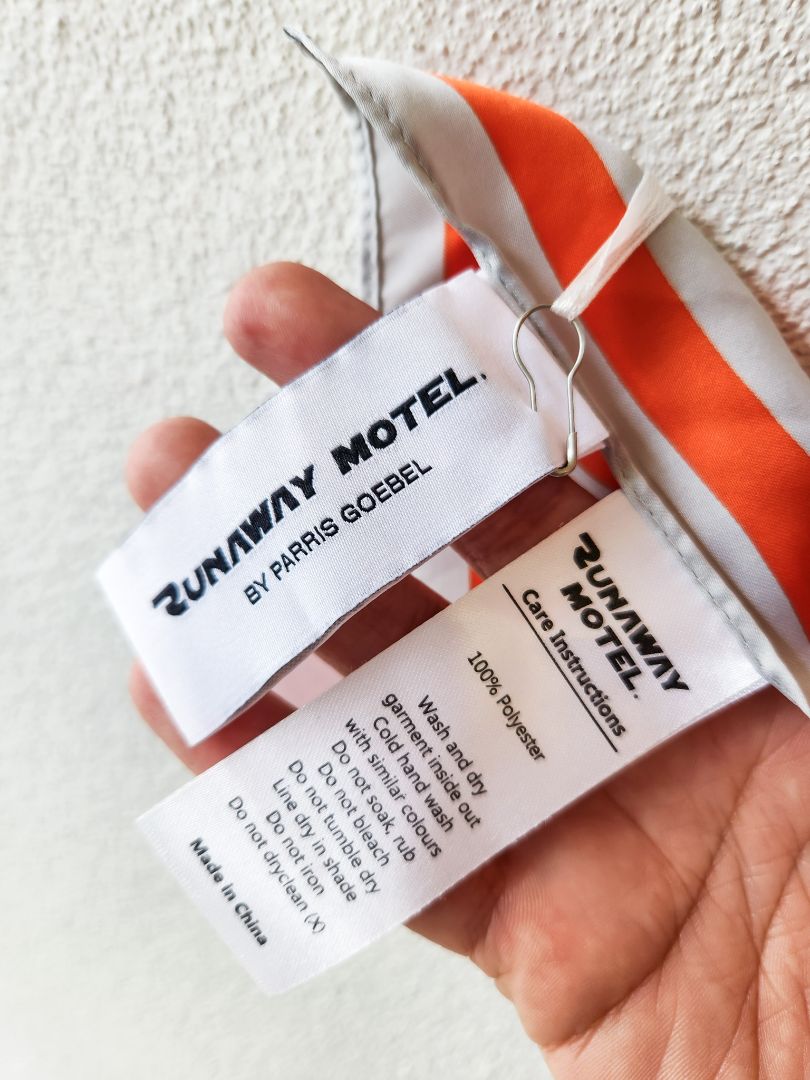 RUNAWAY MOTEL.
BY PARRIS GOEBEL
RUNAWAY
MOTEL.
Care Instructions
100% Polyester
Wash and dry
garment inside out
Cold hand wash
with similar colours
Do not soak, rub
Do not bleach
Do not tumble dry
Line dry in shade
Do not iron
Do not dryclean (X)
Made In China